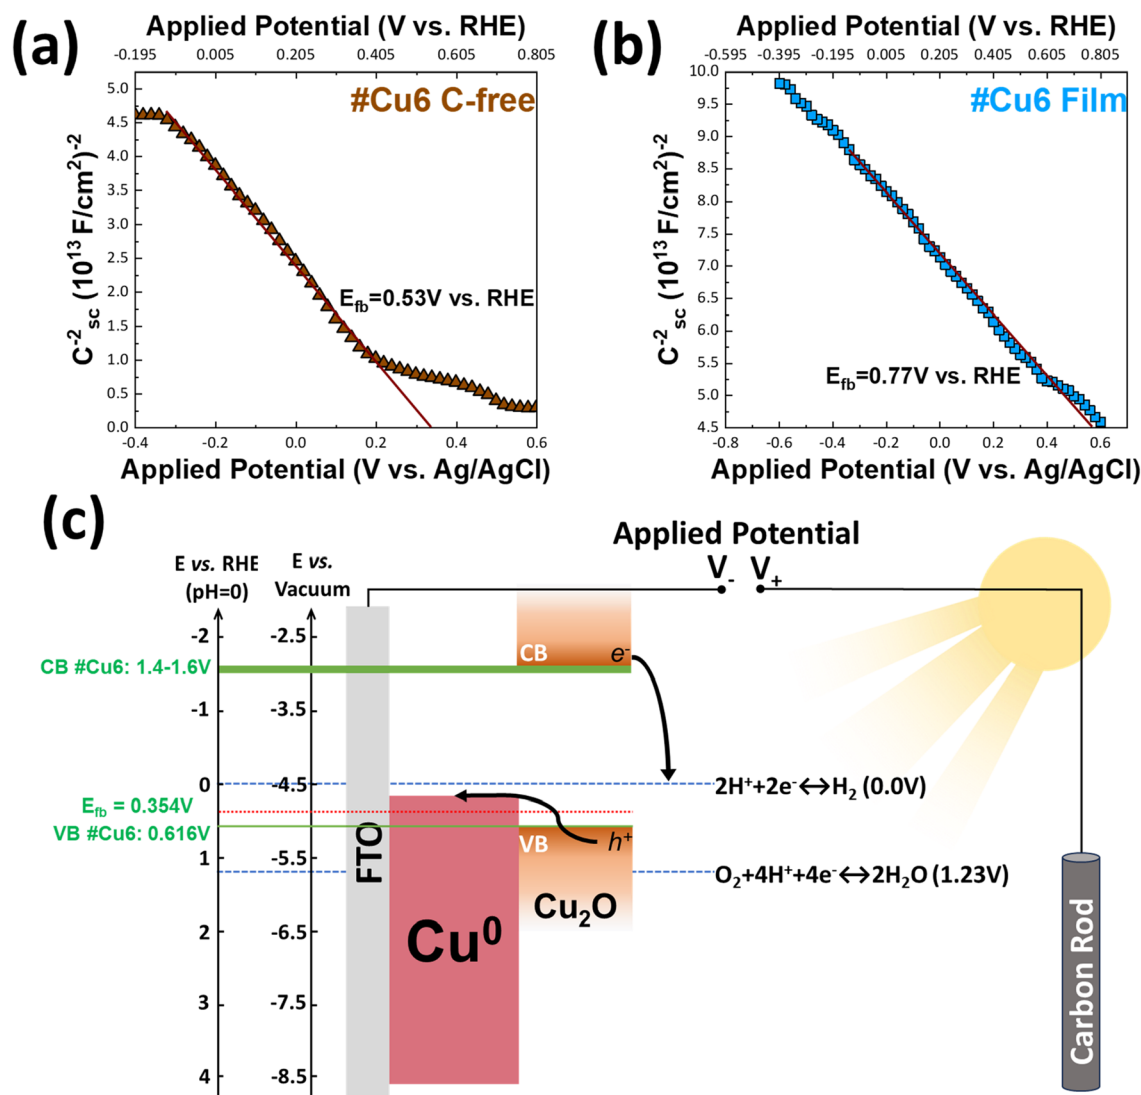 (a)
Applied Potential (V vs. RHE)
-0.195 0.005 0.205 0.405 0.605 0.805
#Cu6 C-free
5.0
4.5
4.0
3.5
3.0
2.5
2.0
1.5
1.0
0.5
0.0
C⁻²sc (10¹³ F/cm²)⁻²
Efb=0.53V vs. RHE
-0.4 -0.2 0.0 0.2 0.4 0.6
Applied Potential (V vs. Ag/AgCl)
(b)
Applied Potential (V vs. RHE)
-0.595 -0.395 -0.195 0.005 0.205 0.405 0.605 0.805
#Cu6 Film
10.0
9.5
9.0
8.5
8.0
7.5
7.0
6.5
6.0
5.5
5.0
4.5
C⁻²sc (10¹³ F/cm²)⁻²
Efb=0.77V vs. RHE
-0.8 -0.6 -0.4 -0.2 0.0 0.2 0.4 0.6
Applied Potential (V vs. Ag/AgCl)
(c)
Applied Potential
V- V+
E vs. RHE
(pH=0)
E vs.
Vacuum
-2 -2.5
CB #Cu6: 1.4-1.6V
CB e⁻
-1 -3.5
0 -4.5
2H⁺+2e⁻↔H₂ (0.0V)
Efb = 0.354V
VB #Cu6: 0.616V
VB h⁺
1 -5.5
O₂+4H⁺+4e⁻↔2H₂O (1.23V)
FTO
Cu⁰
Cu₂O
2 -6.5
3 -7.5
4 -8.5
Carbon Rod